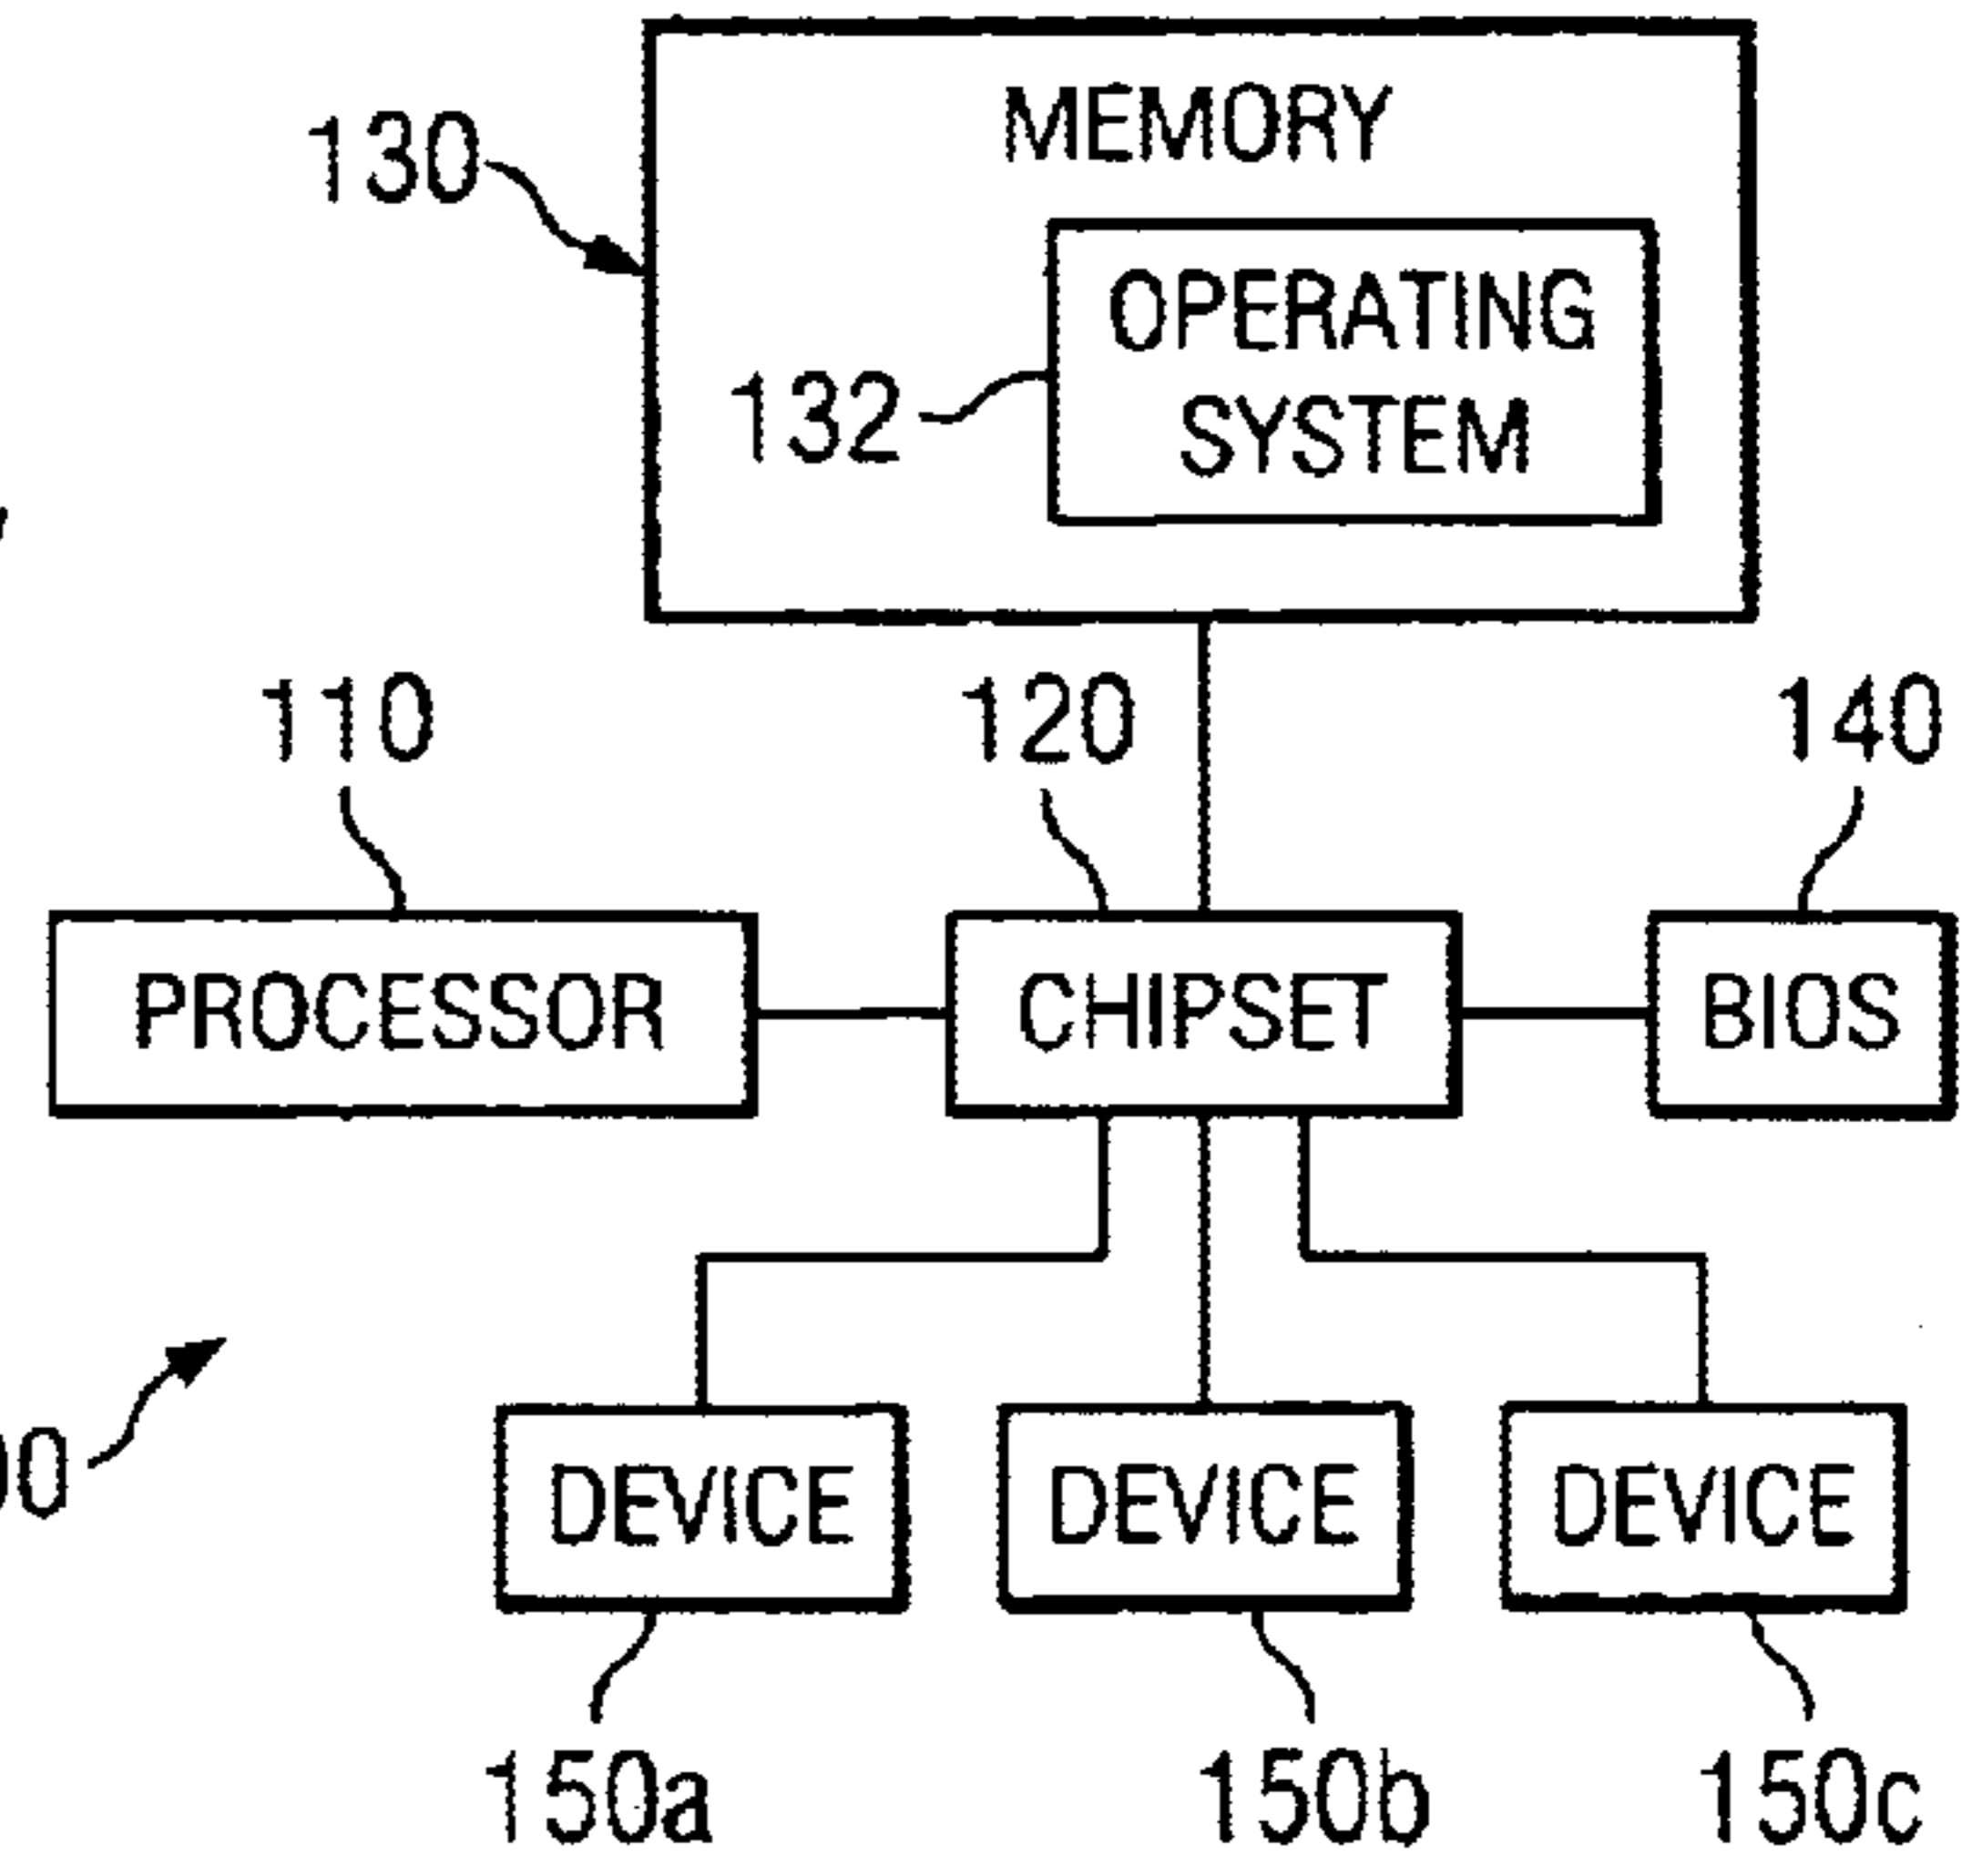 MEMORY
130
OPERATING
132
SYSTEM
110
120
140
PROCESSOR
CHIPSET
BIOS
DEVICE
DEVICE
DEVICE
150a
150b
150c